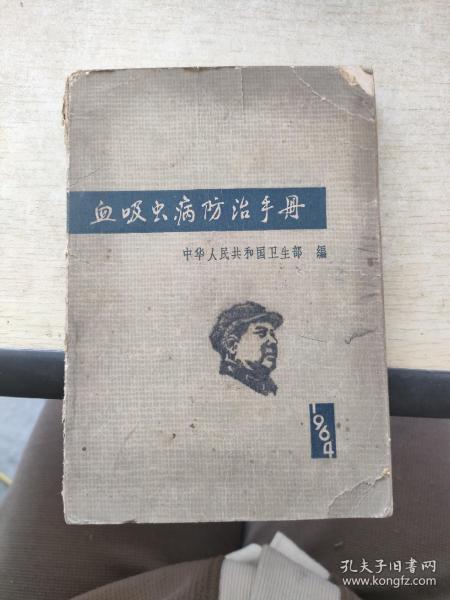 血吸虫病防治手册
中华人民共和国卫生部 编
1964
孔夫子旧书网
www.kongfz.com